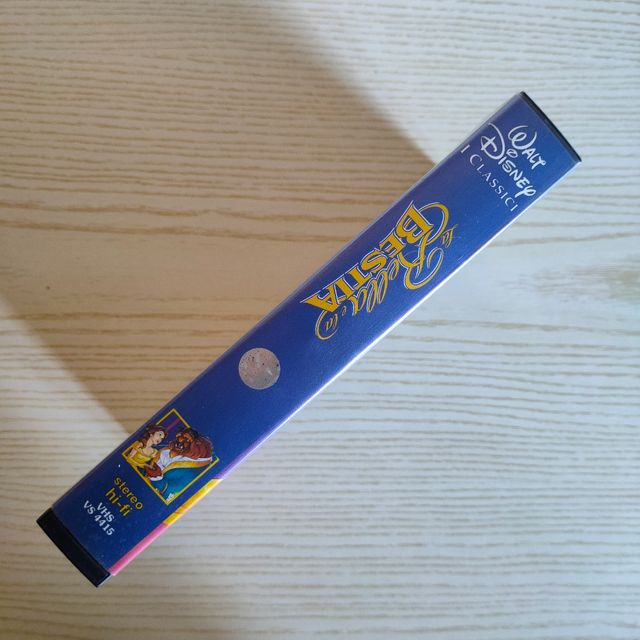 WALT
DISNEY
I CLASSICI
La Bella e la
BESTIA
stereo
hi-fi
VHS
VS 4415